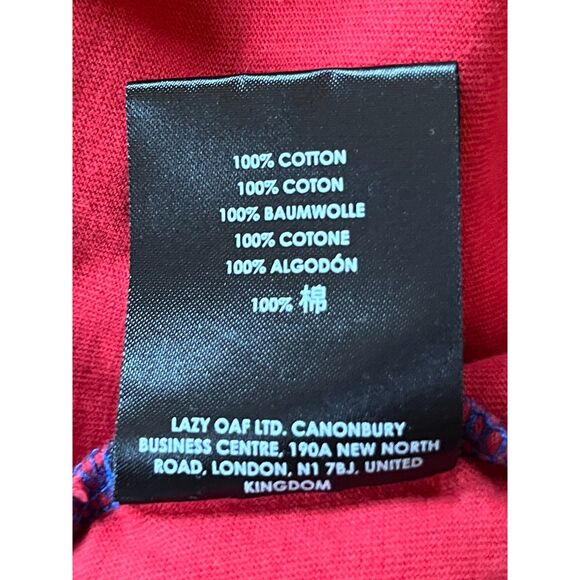 100% COTTON
100% COTON
100% BAUMWOLLE
100% COTONE
100% ALGODÓN
100% 棉
LAZY OAF LTD. CANONBURY
BUSINESS CENTRE, 190A NEW NORTH
ROAD, LONDON, N1 7BJ, UNITED
KINGDOM